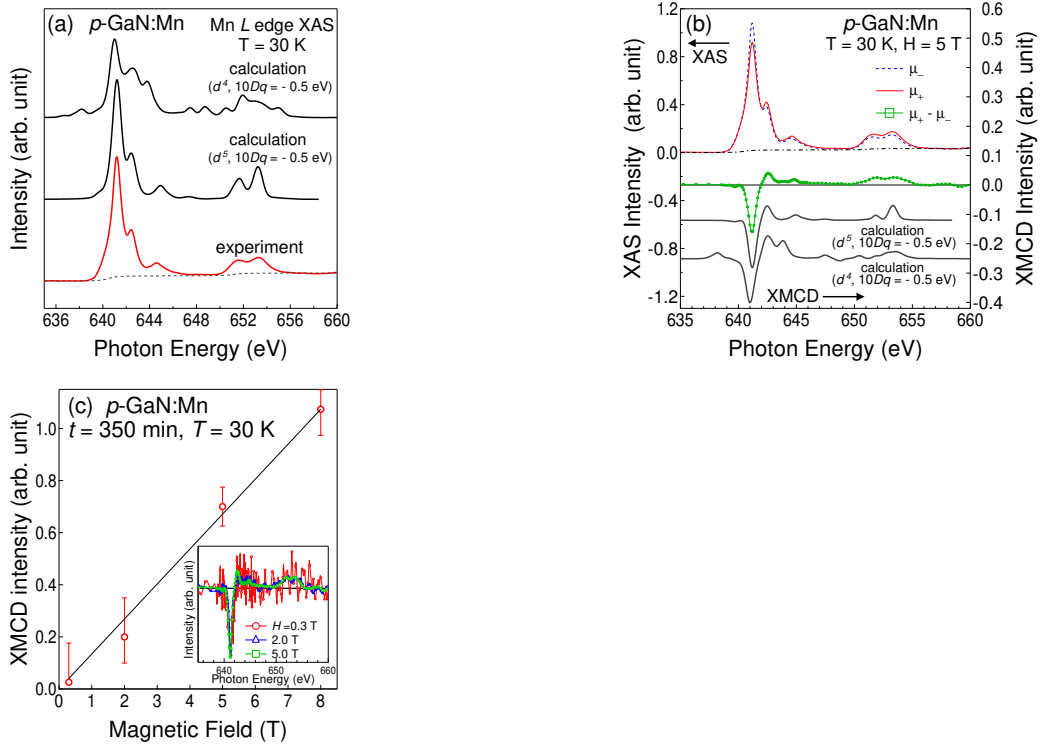 (a)
p-GaN:Mn
Mn L edge XAS
T = 30 K
calculation
(d⁴, 10Dq = - 0.5 eV)
calculation
(d⁵, 10Dq = - 0.5 eV)
experiment
Intensity (arb. unit)
636 640 644 648 652 656 660
Photon Energy (eV)
(b)
p-GaN:Mn
T = 30 K, H = 5 T
XAS
μ₋
μ₊
μ₊ - μ₋
calculation
(d⁵, 10Dq = - 0.5 eV)
calculation
(d⁴, 10Dq = - 0.5 eV)
XMCD
XAS Intensity (arb. unit)
1.2
0.8
0.4
0.0
-0.4
-0.8
-1.2
XMCD Intensity (arb. unit)
0.6
0.5
0.4
0.3
0.2
0.1
0.0
-0.1
-0.2
-0.3
-0.4
635 640 645 650 655 660
Photon Energy (eV)
(c) p-GaN:Mn
t = 350 min, T = 30 K
XMCD intensity (arb. unit)
1.0
0.8
0.6
0.4
0.2
0.0
0 1 2 3 4 5 6 7 8
Magnetic Field (T)
Intensity (arb. unit)
H =0.3 T
2.0 T
5.0 T
640 650 660
Photon Energy (eV)